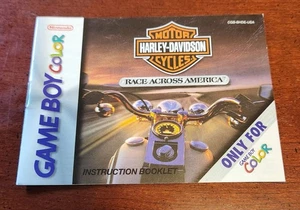 Nintendo
GAME BOY COLOR
MOTOR
HARLEY-DAVIDSON
CYCLES
RACE ACROSS AMERICA
ONLY FOR
GAME BOY
COLOR
INSTRUCTION BOOKLET